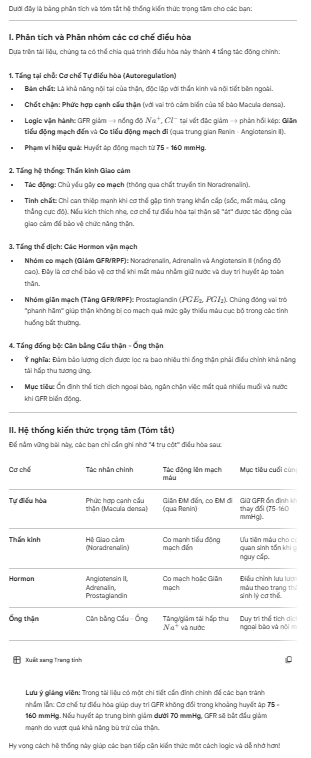 Dưới đây là bảng phân tích và tóm tắt hệ thống kiến thức trọng tâm cho các bạn:
I. Phân tích và Phân nhóm các cơ chế điều hòa
Dựa trên tài liệu, chúng ta có thể chia quá trình điều hòa này thành 4 tầng tác động chính:
1. Tầng tại chỗ: Cơ chế Tự điều hòa (Autoregulation)
• Bản chất: Là khả năng nội tại của thận, độc lập với thần kinh và nội tiết bên ngoài.
• Chốt chặn: Phức hợp cạnh cầu thận (với vai trò cảm biến của tế bào Macula densa).
• Logic vận hành: GFR giảm → nồng độ Na⁺, Cl⁻ tại vết đặc giảm → phản hồi kép: Giãn
tiểu động mạch đến và Co tiểu động mạch đi (qua trung gian Renin - Angiotensin II).
• Phạm vi hiệu quả: Huyết áp động mạch từ 75 - 160 mmHg.
2. Tầng hệ thống: Thần kinh Giao cảm
• Tác động: Chủ yếu gây co mạch (thông qua chất truyền tin Noradrenalin).
• Tính chất: Chỉ can thiệp mạnh khi cơ thể gặp tình trạng khẩn cấp (sốc, mất máu, căng
thẳng cực độ). Nếu kích thích nhẹ, cơ chế tự điều hòa tại thận sẽ "át" được tác động của
giao cảm để bảo vệ chức năng thận.
3. Tầng thể dịch: Các Hormon vận mạch
• Nhóm co mạch (Giảm GFR/RPF): Noradrenalin, Adrenalin và Angiotensin II (nồng độ
cao). Đây là cơ chế bảo vệ cơ thể khi mất máu nhằm giữ nước và duy trì huyết áp toàn
thân.
• Nhóm giãn mạch (Tăng GFR/RPF): Prostaglandin (PGE₂, PGI₂). Chúng đóng vai trò
"phanh hãm" giúp thận không bị co mạch quá mức gây thiếu máu cục bộ trong các tình
huống bất thường.
4. Tầng đồng bộ: Cân bằng Cầu thận - Ống thận
• Ý nghĩa: Đảm bảo lượng dịch được lọc ra bao nhiêu thì ống thận phải điều chỉnh khả năng
tái hấp thu tương ứng.
• Mục tiêu: Ổn định thể tích dịch ngoại bào, ngăn chặn việc mất quá nhiều muối và nước
khi GFR biến động.
II. Hệ thống kiến thức trọng tâm (Tóm tắt)
Để nắm vững bài này, các bạn chỉ cần ghi nhớ "4 trụ cột" điều hòa sau:
Cơ chế Tác nhân chính Tác động lên mạch máu Mục tiêu cuối
Tự điều hòa Phức hợp cạnh cầu thận (Macula densa) Giãn ĐM đến, co ĐM đi (qua Renin) Giữ GFR ổn định
thay đổi (75-160
mmHg).
Thần kinh Hệ Giao cảm (Noradrenalin) Co mạnh tiểu động mạch đến Ưu tiên máu cho
quan sinh tồn khi
nguy cấp.
Hormon Angiotensin II, Adrenalin, Prostaglandin Co mạch hoặc Giãn mạch Điều chỉnh lưu
máu theo trạng
sinh lý cơ thể.
Ống thận Cân bằng Cầu - Ống Tăng/giảm tái hấp thu Na⁺ và nước Duy trì thể tích
ngoại bào và nội
Xuất sang Trang tính
Lưu ý giảng viên: Trong tài liệu có một chi tiết cần đính chính để các bạn tránh
nhầm lẫn: Cơ chế tự điều hòa giúp duy trì GFR không đổi trong khoảng huyết áp 75 -
160 mmHg. Nếu huyết áp trung bình giảm dưới 70 mmHg, GFR sẽ bắt đầu giảm
mạnh do vượt quá khả năng bù trừ của thận.
Hy vọng cách hệ thống này giúp các bạn tiếp cận kiến thức một cách logic và dễ nhớ hơn!